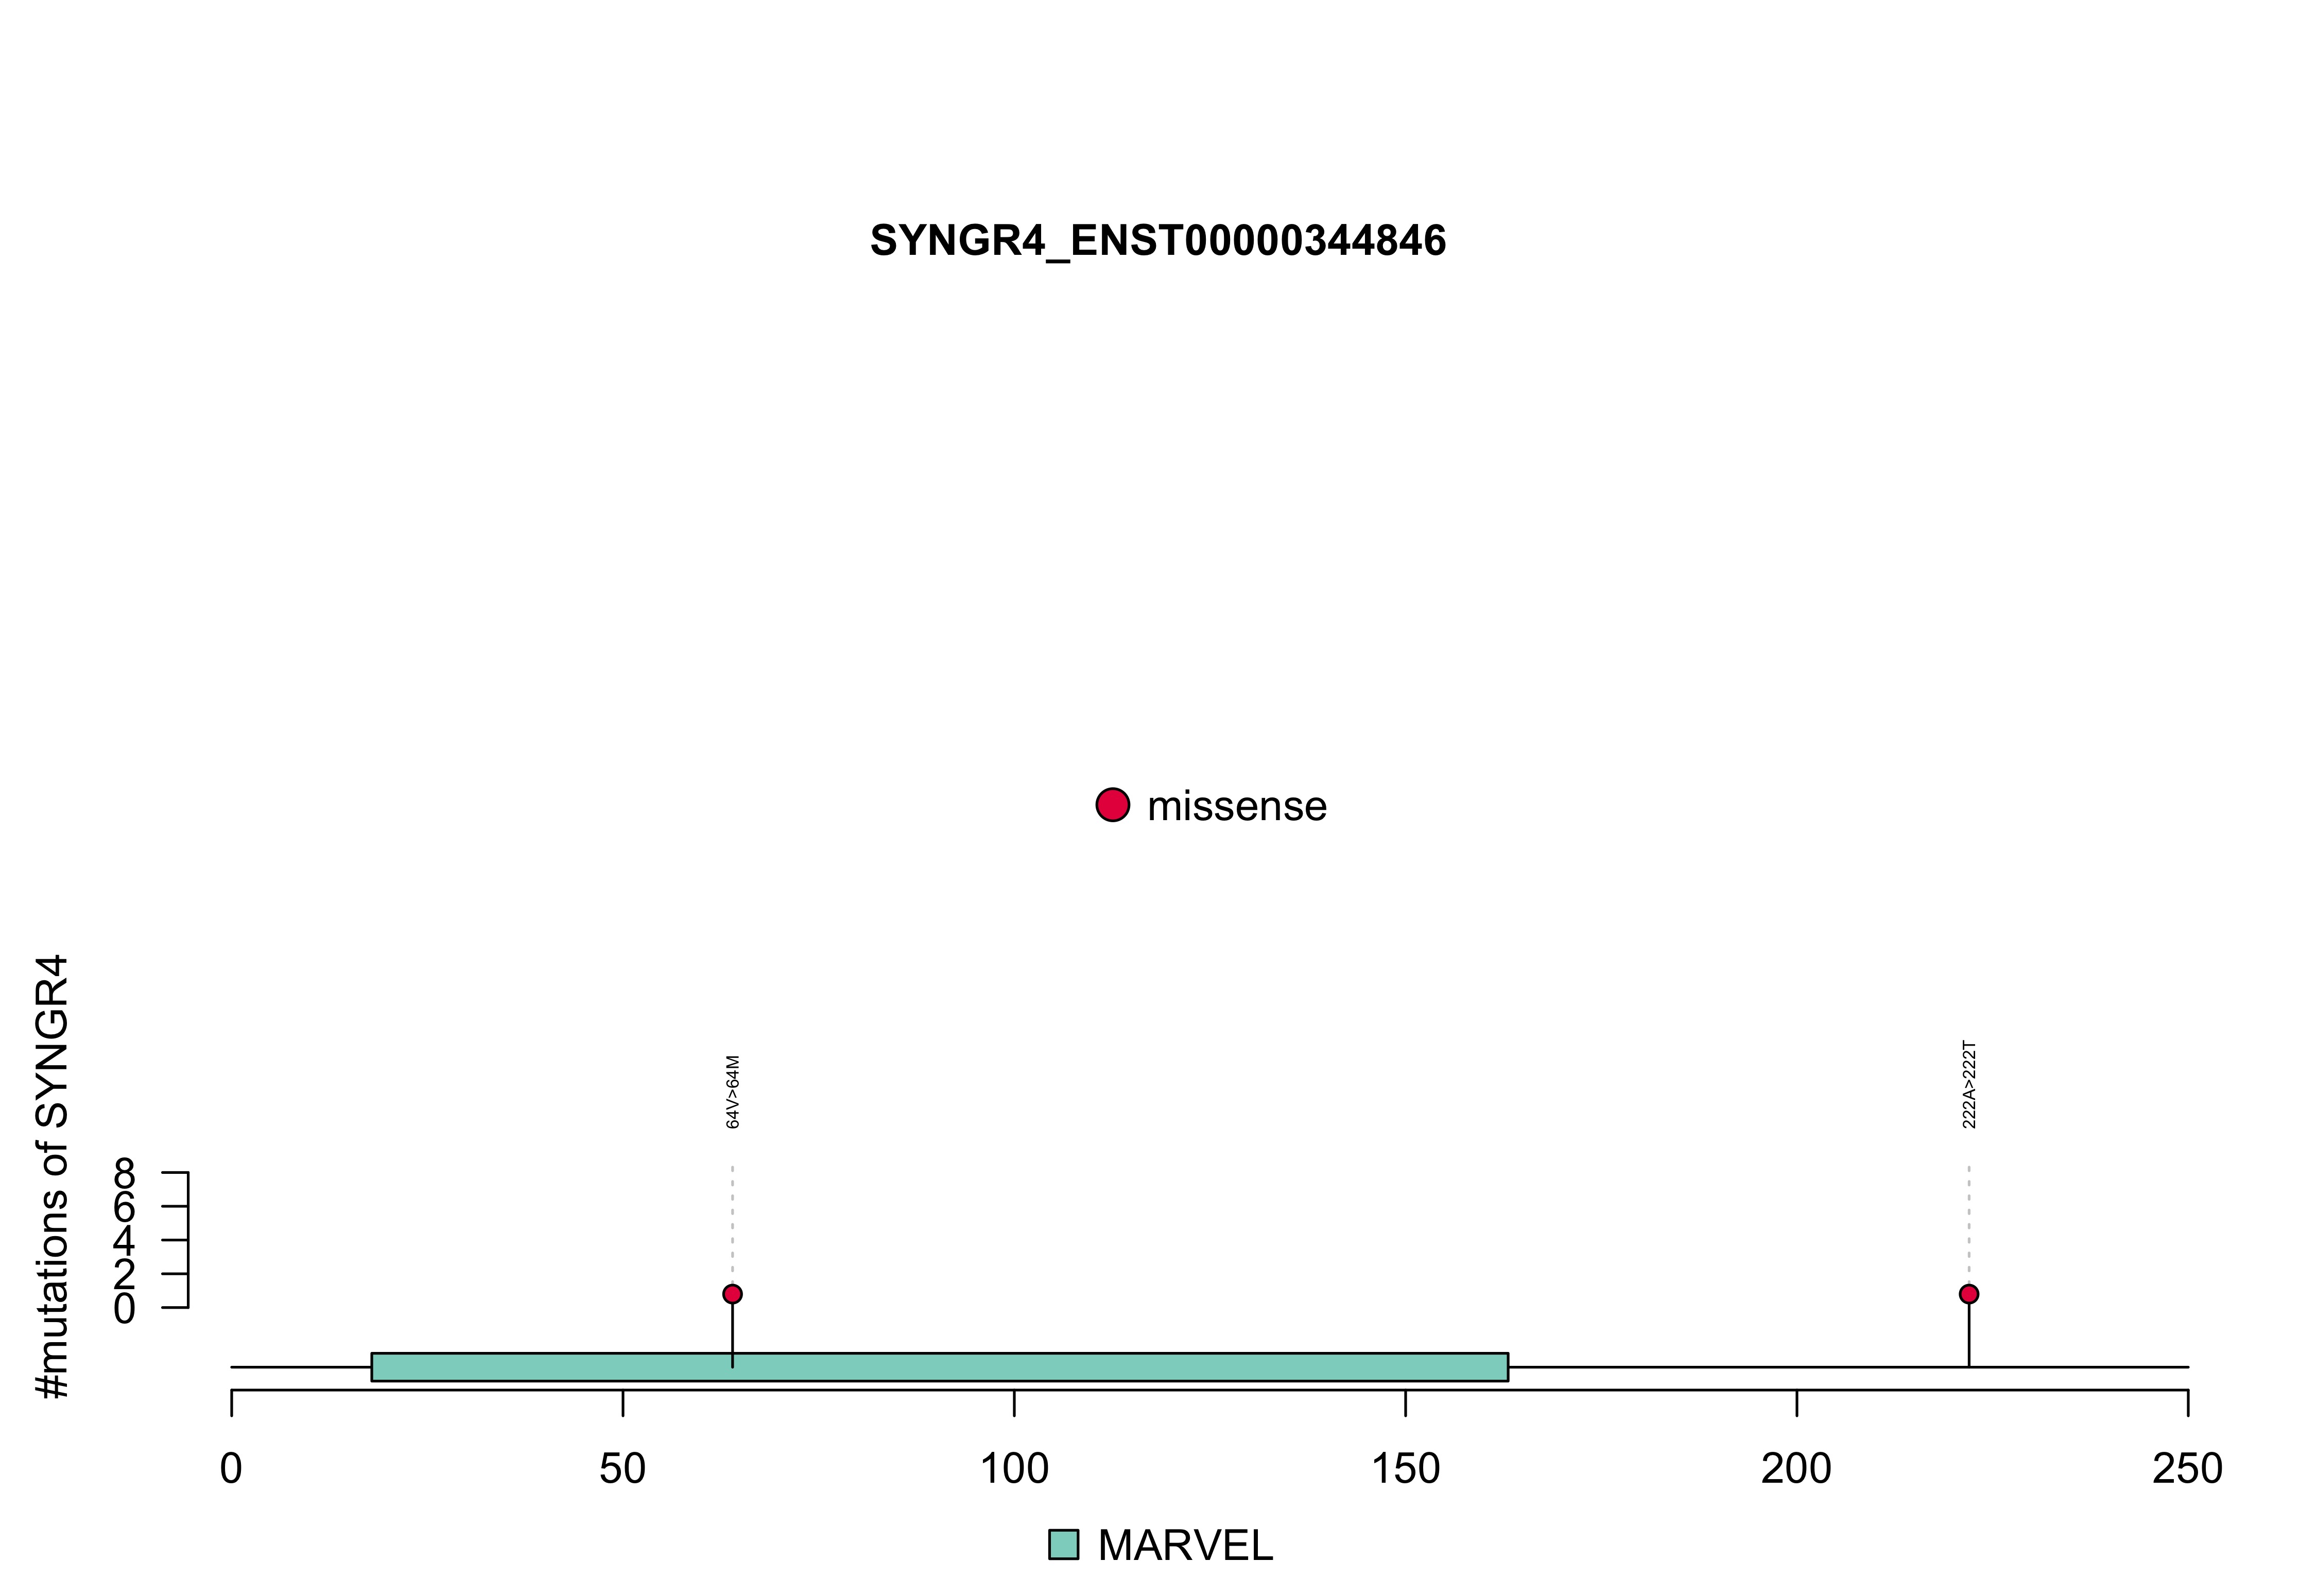 SYNGR4_ENST00000344846
missense
#mutations of SYNGR4
64V>64M
222A>222T
8
6
4
2
0
0 50 100 150 200 250
MARVEL